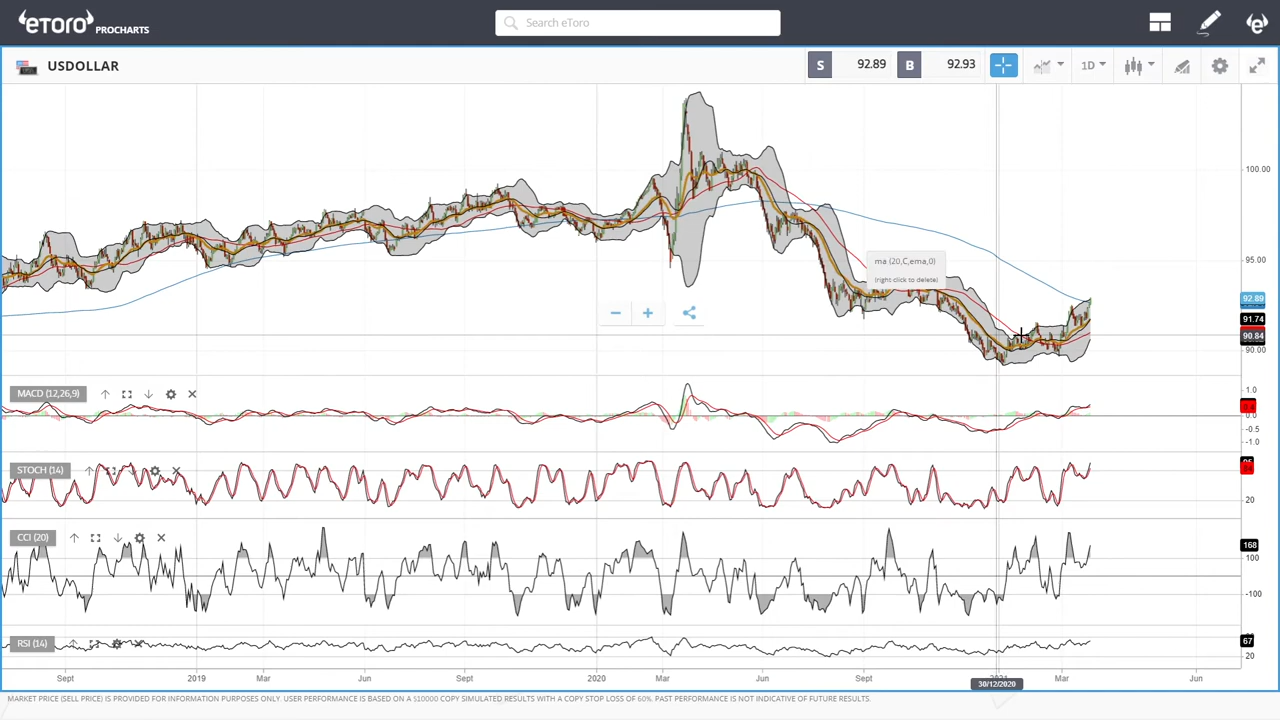 eToro PROCHARTS
Search eToro
USDOLLAR
S 92.89 B 92.93
1D
100.00
95.00
ma (20,C,ema,0)
(right click to delete)
92.89
91.74
90.84
90.00
MACD (12,26,9)
1.0
0.0
-0.5
-1.0
STOCH (14)
20
CCI (20)
168
100
-100
RSI (14)
67
20
Sept 2019 Mar Jun Sept 2020 Mar Jun Sept Mar Jun
30/12/2020
MARKET PRICE (SELL PRICE) IS PROVIDED FOR INFORMATION PURPOSES ONLY. USER PERFORMANCE IS BASED ON A $10000 COPY SIMULATED RESULTS WITH A COPY STOP LOSS OF 60%. PAST PERFORMANCE IS NOT INDICATIVE OF FUTURE RESULTS.